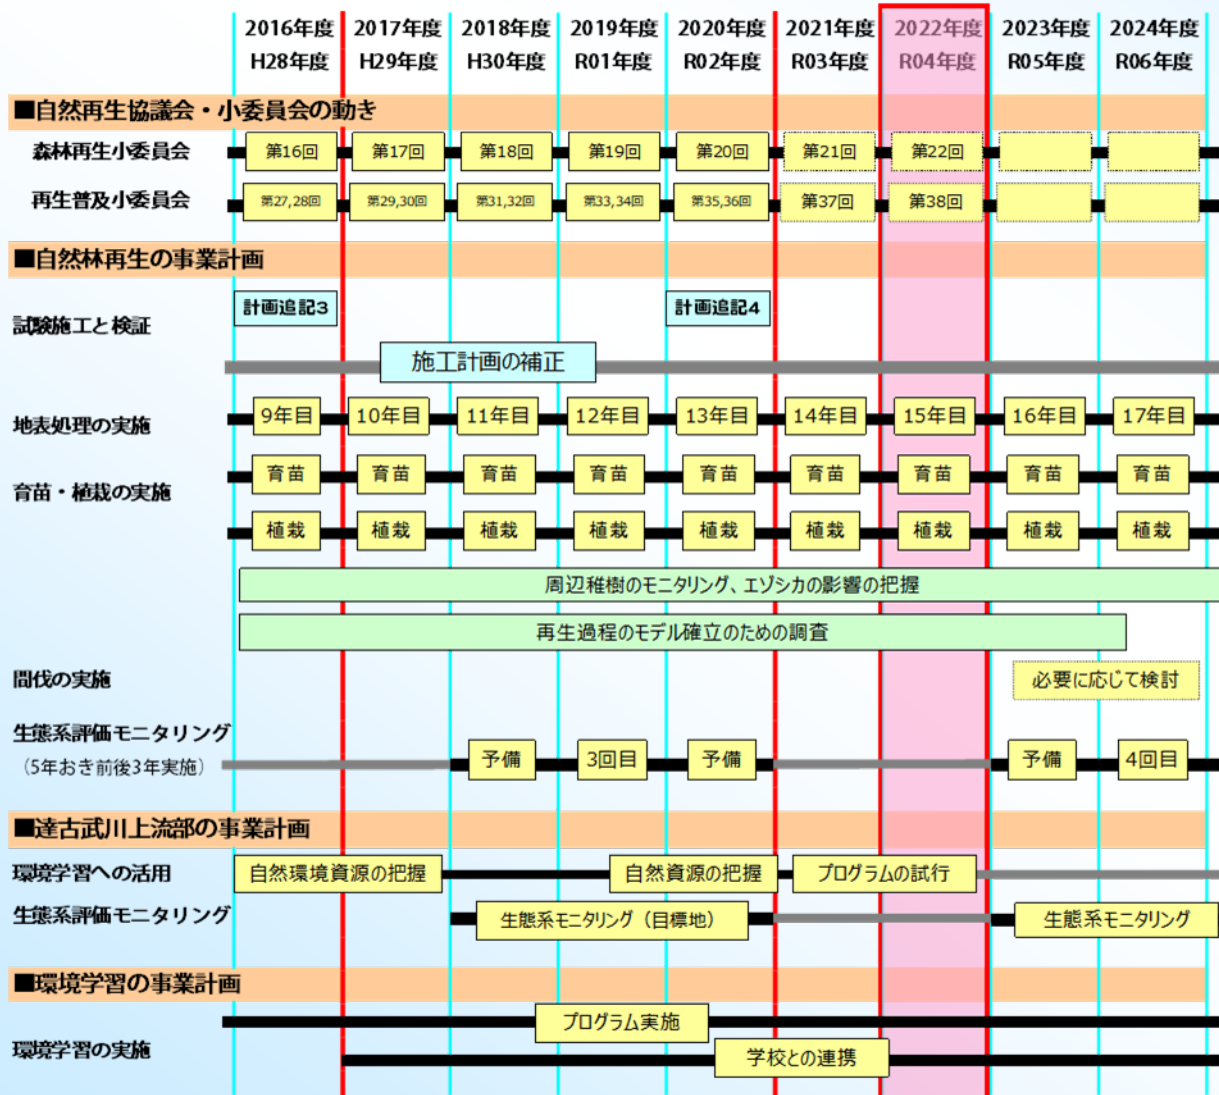 2016年度 2017年度 2018年度 2019年度 2020年度 2021年度 2022年度 2023年度 2024年度
H28年度 H29年度 H30年度 R01年度 R02年度 R03年度 R04年度 R05年度 R06年度
■自然再生協議会・小委員会の動き
森林再生小委員会 第16回 第17回 第18回 第19回 第20回 第21回 第22回
再生普及小委員会 第27,28回 第29,30回 第31,32回 第33,34回 第35,36回 第37回 第38回
■自然林再生の事業計画
計画追記3 計画追記4
試験施工と検証
施工計画の補正
地表処理の実施 9年目 10年目 11年目 12年目 13年目 14年目 15年目 16年目 17年目
育苗 育苗 育苗 育苗 育苗 育苗 育苗 育苗 育苗
育苗・植栽の実施
植栽 植栽 植栽 植栽 植栽 植栽 植栽 植栽 植栽
周辺稚樹のモニタリング、エゾシカの影響の把握
再生過程のモデル確立のための調査
間伐の実施 必要に応じて検討
生態系評価モニタリング
（5年おき前後3年実施） 予備 3回目 予備 予備 4回目
■達古武川上流部の事業計画
環境学習への活用 自然環境資源の把握 自然資源の把握 プログラムの試行
生態系評価モニタリング 生態系モニタリング（目標地） 生態系モニタリング
■環境学習の事業計画
プログラム実施
環境学習の実施 学校との連携